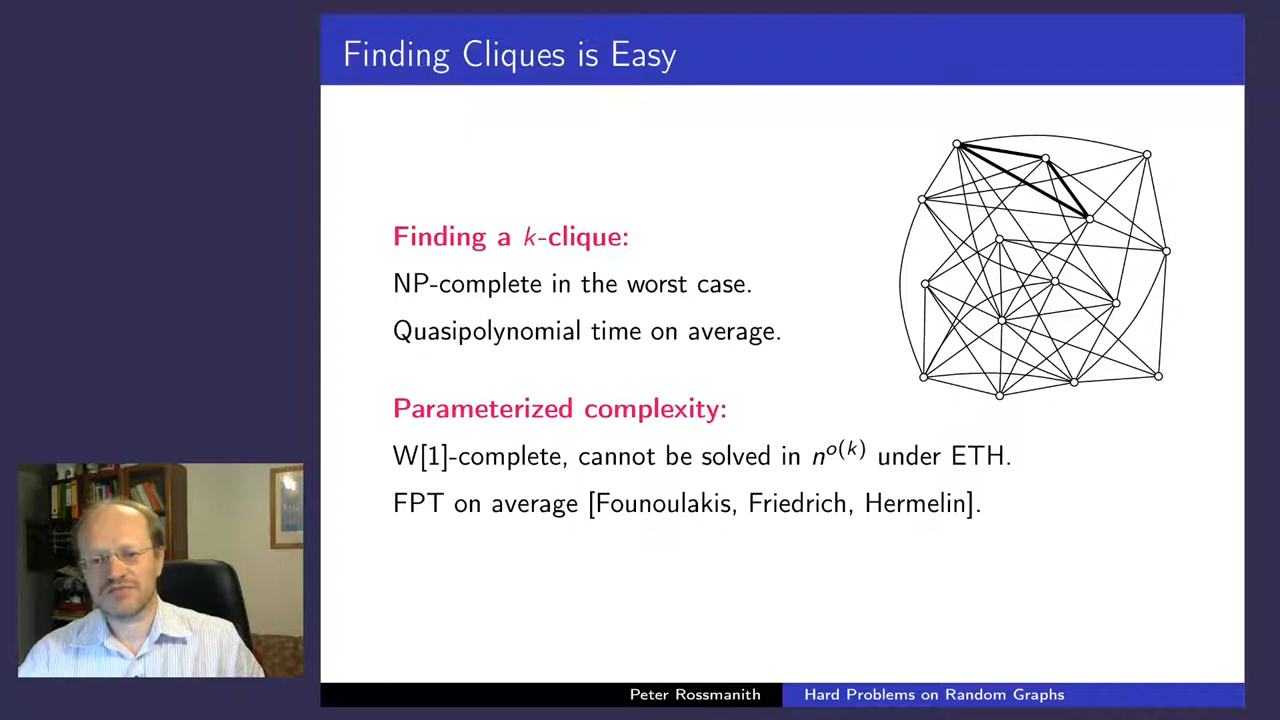 Finding Cliques is Easy
Finding a k-clique:
NP-complete in the worst case.
Quasipolynomial time on average.
Parameterized complexity:
W[1]-complete, cannot be solved in n^{o(k)} under ETH.
FPT on average [Founoulakis, Friedrich, Hermelin].
Peter Rossmanith
Hard Problems on Random Graphs